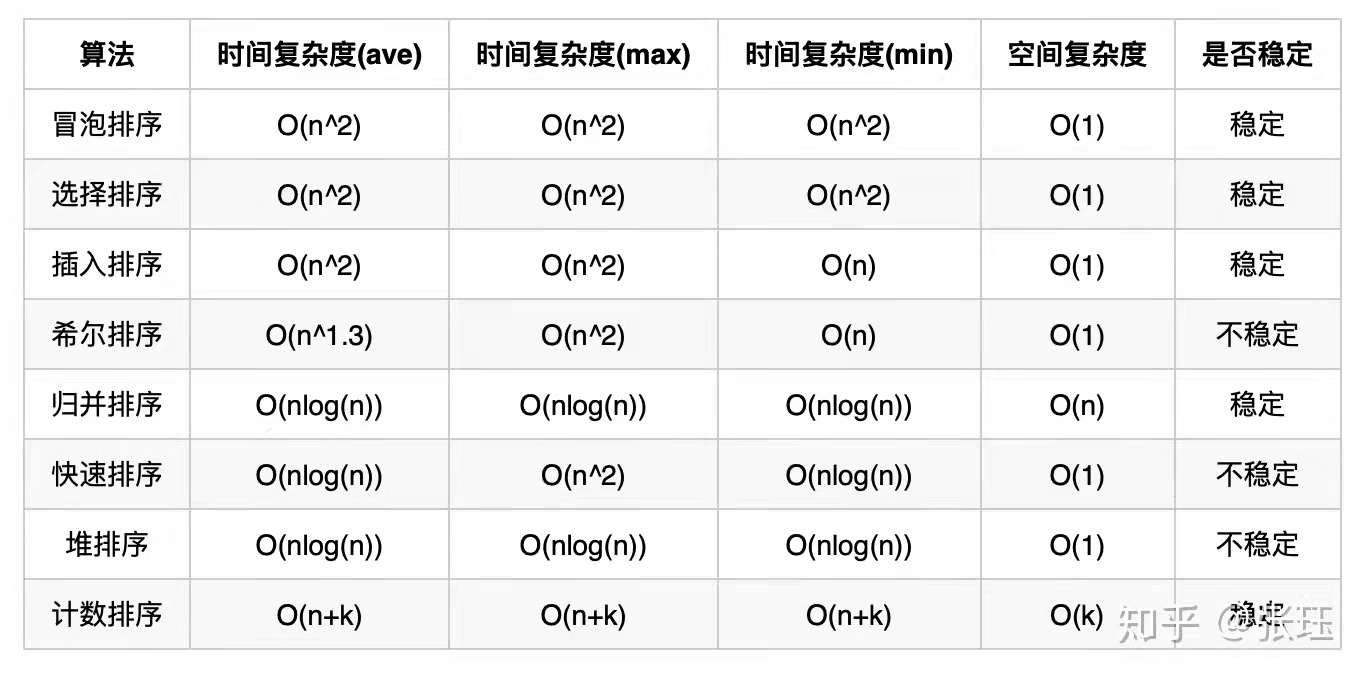 算法 时间复杂度(ave) 时间复杂度(max) 时间复杂度(min) 空间复杂度 是否稳定
冒泡排序 O(n^2) O(n^2) O(n^2) O(1) 稳定
选择排序 O(n^2) O(n^2) O(n^2) O(1) 稳定
插入排序 O(n^2) O(n^2) O(n) O(1) 稳定
希尔排序 O(n^1.3) O(n^2) O(n) O(1) 不稳定
归并排序 O(nlog(n)) O(nlog(n)) O(nlog(n)) O(n) 稳定
快速排序 O(nlog(n)) O(n^2) O(nlog(n)) O(1) 不稳定
堆排序 O(nlog(n)) O(nlog(n)) O(nlog(n)) O(1) 不稳定
计数排序 O(n+k) O(n+k) O(n+k) O(k) 稳定
知乎 @张珏